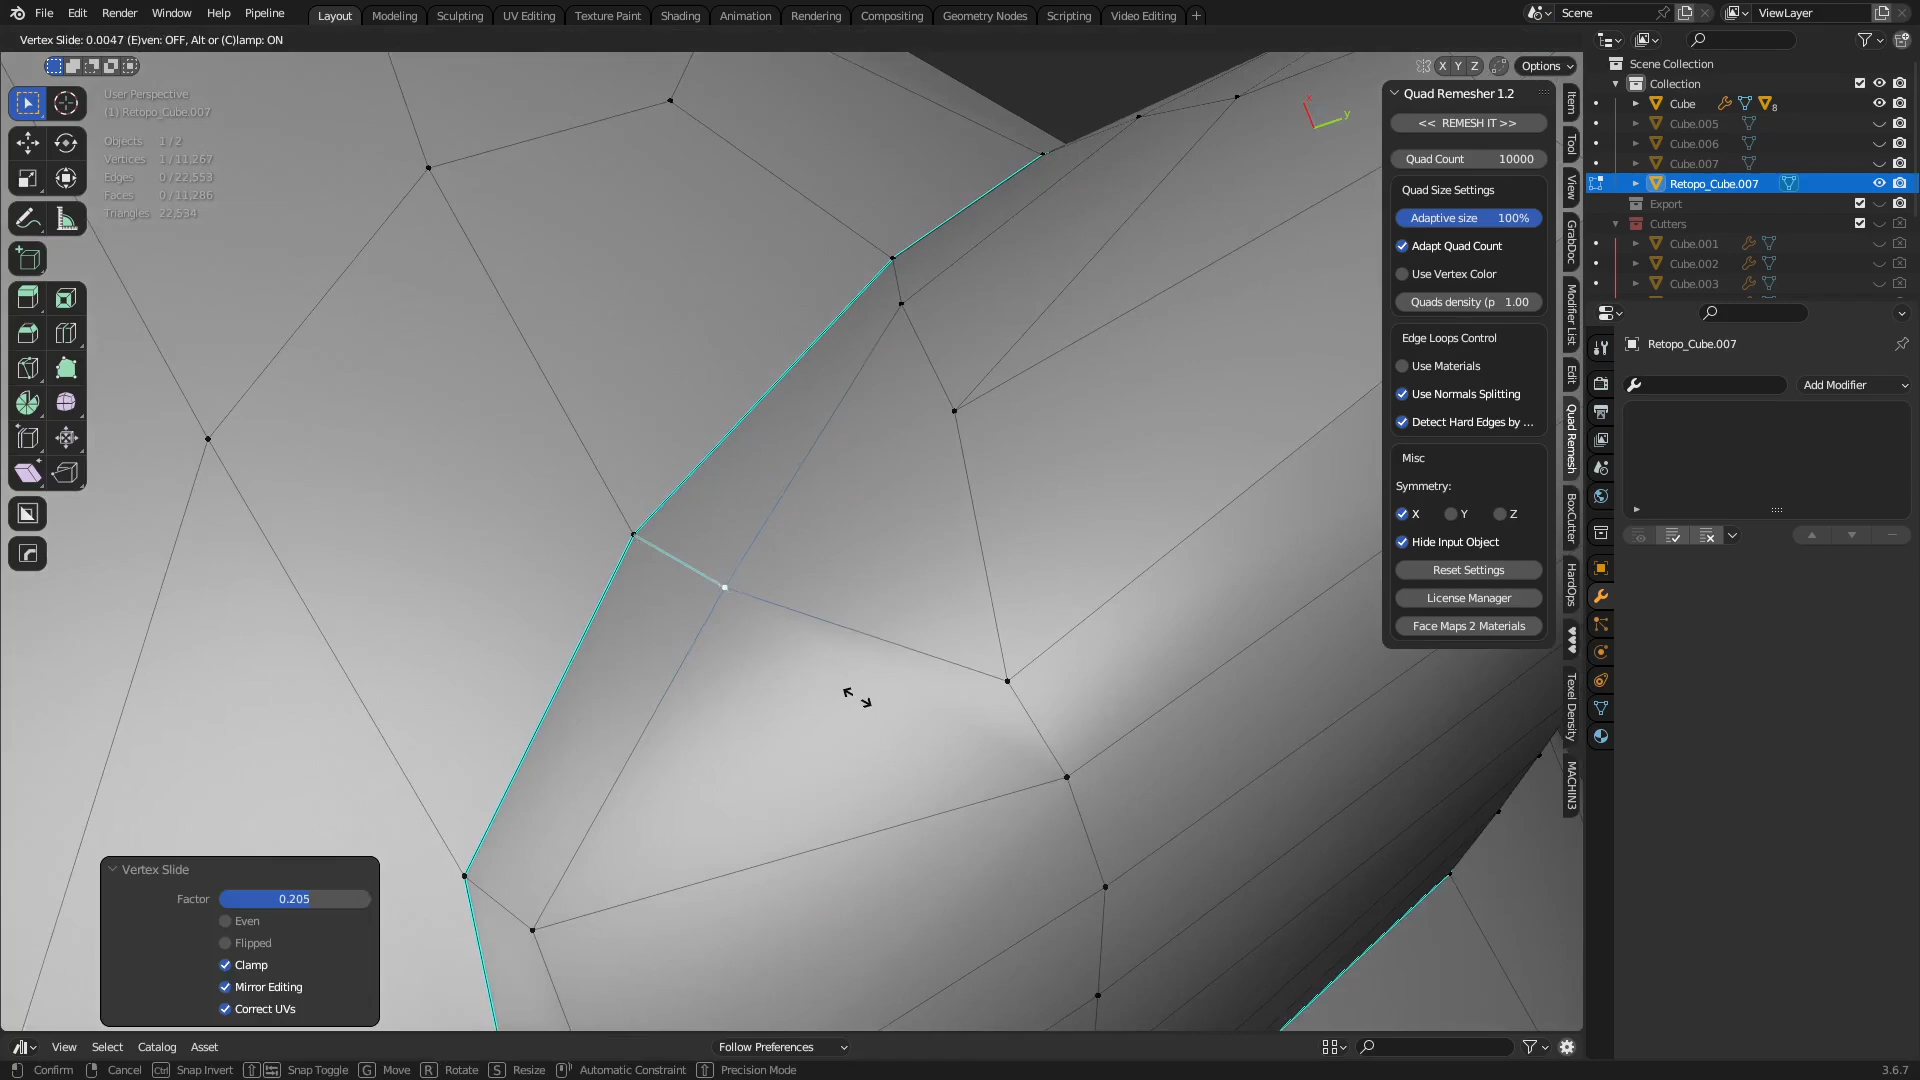 File Edit Render Window Help Pipeline
Layout Modeling Sculpting UV Editing Texture Paint Shading Animation Rendering Compositing Geometry Nodes Scripting Video Editing +
Scene
ViewLayer
Vertex Slide: 0.0047 (E)ven: OFF, Alt or (C)lamp: ON
X Y Z
Options
User Perspective
(1) Retopo_Cube.007
Objects 1/2
Vertices 1/11,267
Edges 0/22,553
Faces 0/11,286
Triangles 22,534
x
y
Quad Remesher 1.2
<< REMESH IT >>
Quad Count 10000
Quad Size Settings
Adaptive size 100%
Adapt Quad Count
Use Vertex Color
Quads density (p 1.00
Edge Loops Control
Use Materials
Use Normals Splitting
Detect Hard Edges by ...
Misc
Symmetry:
X Y Z
Hide Input Object
Reset Settings
License Manager
Face Maps 2 Materials
Item
Tool
View
GrabDoc
Modifier List
Edit
Quad Remesh
BoxCutter
HardOps
♥♥♥
Texel Density
MACHIN3
Scene Collection
Collection
Cube 8
Cube.005
Cube.006
Cube.007
Retopo_Cube.007
Export
Cutters
Cube.001
Cube.002
Cube.003
Retopo_Cube.007
Add Modifier
Vertex Slide
Factor 0.205
Even
Flipped
Clamp
Mirror Editing
Correct UVs
View Select Catalog Asset
Follow Preferences
Confirm Cancel Ctrl Snap Invert Snap Toggle G Move R Rotate S Resize Automatic Constraint Precision Mode
3.6.7